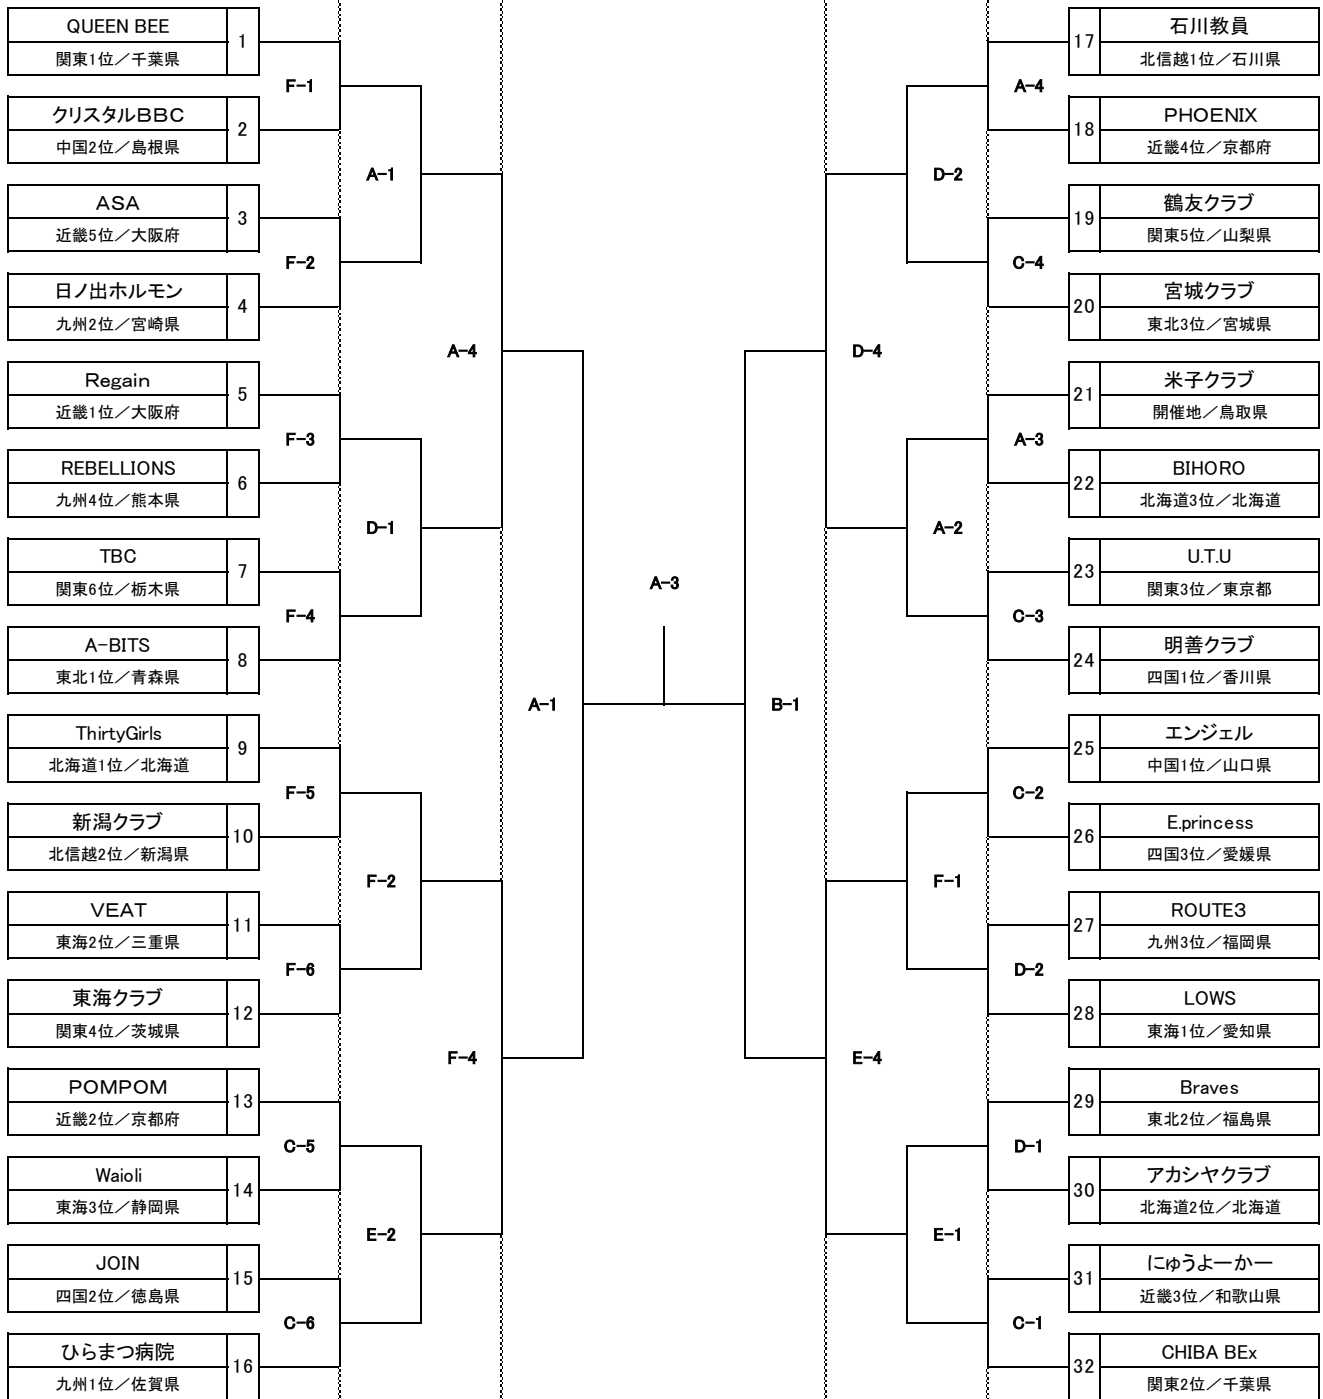 QUEEN BEE
1
関東1位／千葉県
F-1
クリスタルBBC
2
中国2位／島根県
A-1
ASA
3
近畿5位／大阪府
F-2
日ノ出ホルモン
4
九州2位／宮崎県
A-4
Regain
5
近畿1位／大阪府
F-3
REBELLIONS
6
九州4位／熊本県
D-1
TBC
7
関東6位／栃木県
F-4
A-BITS
8
東北1位／青森県
A-1
ThirtyGirls
9
北海道1位／北海道
F-5
新潟クラブ
10
北信越2位／新潟県
F-2
VEAT
11
東海2位／三重県
F-6
東海クラブ
12
関東4位／茨城県
F-4
POMPOM
13
近畿2位／京都府
C-5
Waioli
14
東海3位／静岡県
E-2
JOIN
15
四国2位／徳島県
C-6
ひらまつ病院
16
九州1位／佐賀県
A-3
17
石川教員
北信越1位／石川県
A-4
18
PHOENIX
近畿4位／京都府
D-2
19
鶴友クラブ
関東5位／山梨県
C-4
20
宮城クラブ
東北3位／宮城県
D-4
21
米子クラブ
開催地／鳥取県
A-3
22
BIHORO
北海道3位／北海道
A-2
23
U.T.U
関東3位／東京都
C-3
24
明善クラブ
四国1位／香川県
B-1
25
エンジェル
中国1位／山口県
C-2
26
E.princess
四国3位／愛媛県
F-1
27
ROUTE3
九州3位／福岡県
D-2
28
LOWS
東海1位／愛知県
E-4
29
Braves
東北2位／福島県
D-1
30
アカシヤクラブ
北海道2位／北海道
E-1
31
にゅうよーかー
近畿3位／和歌山県
C-1
32
CHIBA BEx
関東2位／千葉県